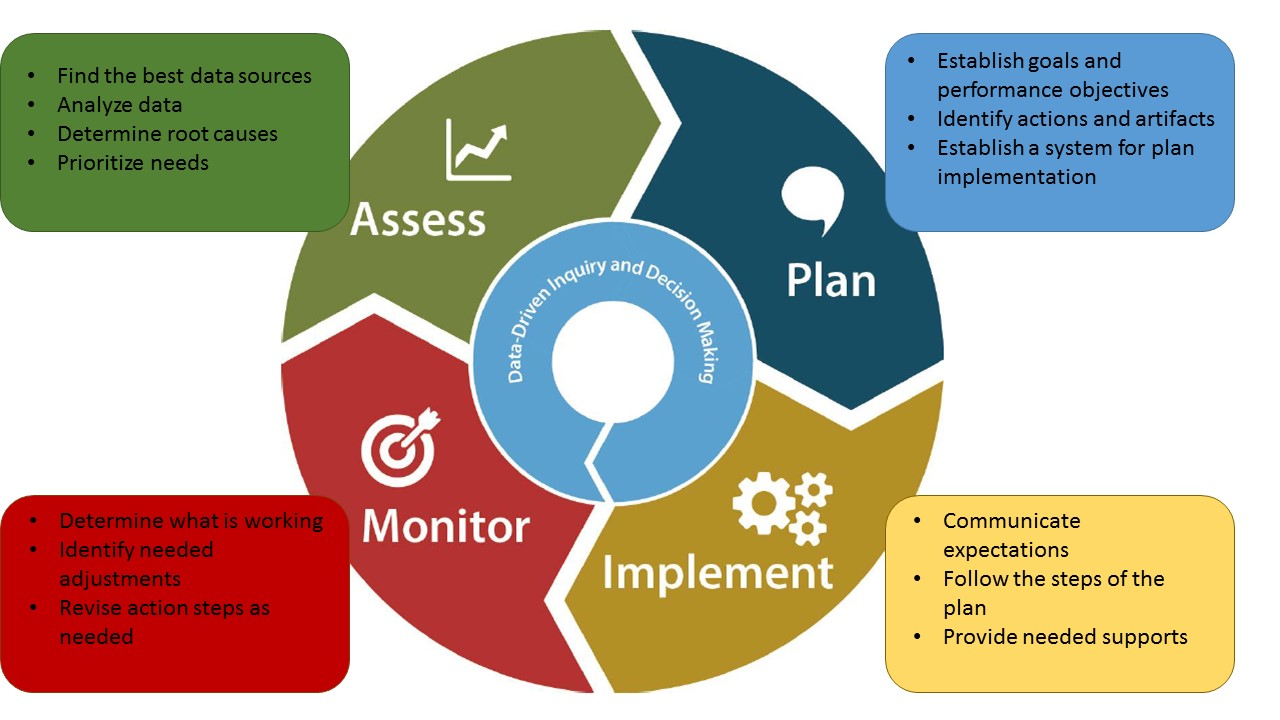 • Find the best data sources
• Analyze data
• Determine root causes
• Prioritize needs
Assess
• Establish goals and
performance objectives
• Identify actions and artifacts
• Establish a system for plan
implementation
Plan
Data-Driven Inquiry and Decision Making
Monitor
• Determine what is working
• Identify needed
adjustments
• Revise action steps as
needed
Implement
• Communicate
expectations
• Follow the steps of the
plan
• Provide needed supports